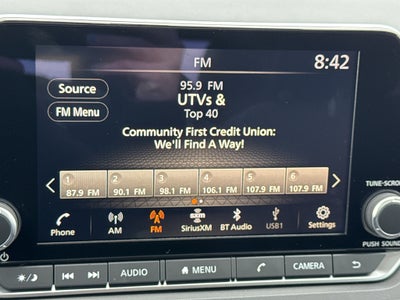 FM
8:42
Source
95.9 FM
UTVs &
FM Menu
Top 40
Community First Credit Union:
We'll Find A Way!
1 2 3 4 5 6
87.9 FM 90.1 FM 98.1 FM 106.1 FM 107.9 FM 107.9 FM
TUNE-SCROLL
Phone AM FM SiriusXM BT Audio USB1 Settings
PUSH SOUND
AUDIO MENU CAMERA